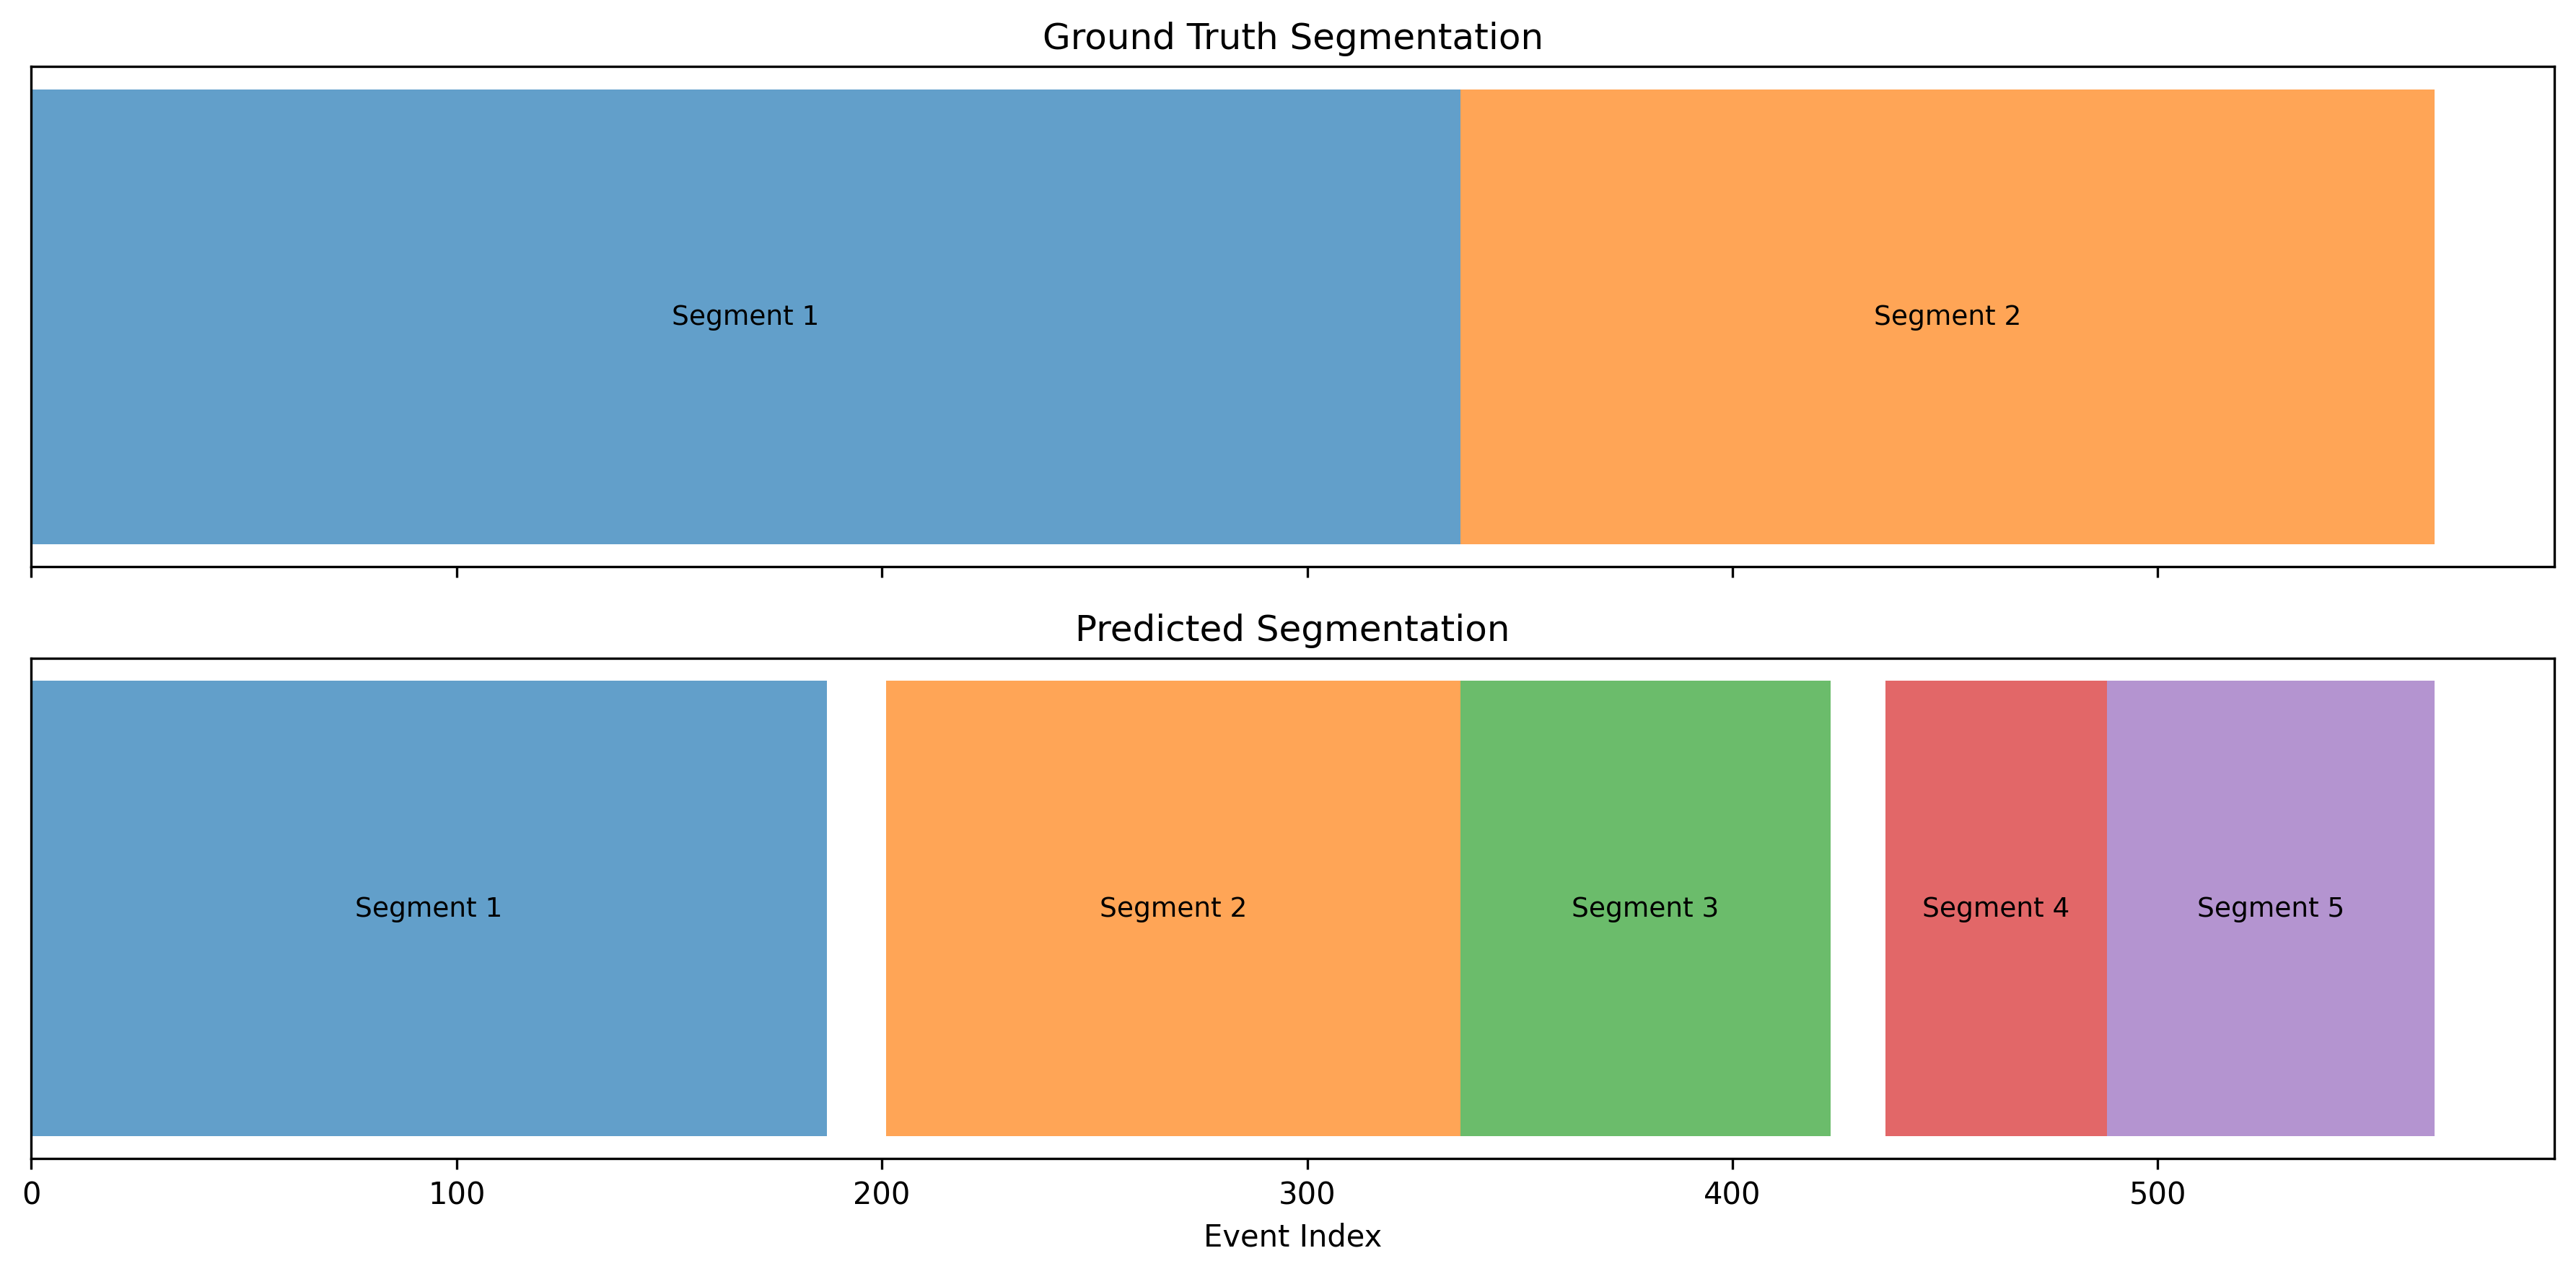 Ground Truth Segmentation
Segment 1 Segment 2
Predicted Segmentation
Segment 1 Segment 2 Segment 3 Segment 4 Segment 5
0 100 200 300 400 500
Event Index